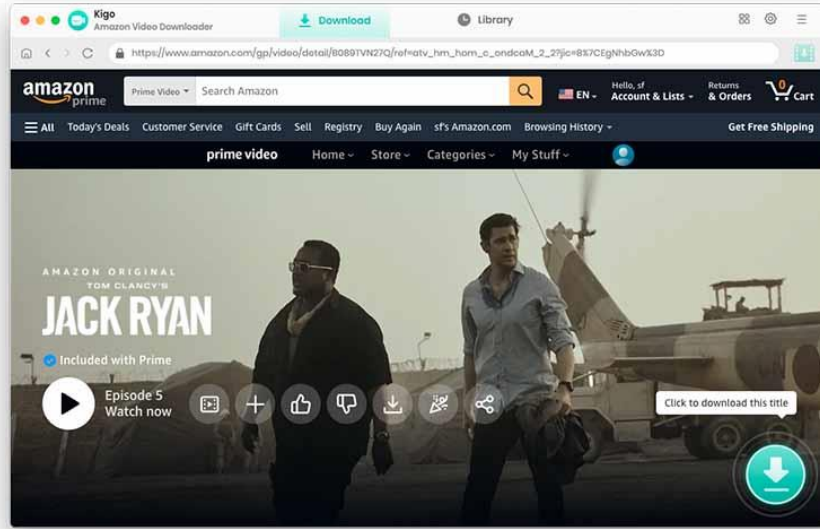 Kigo
Amazon Video Downloader
Download
Library
https://www.amazon.com/gp/video/detail/B0891TVN27Q/ref=atv_hm_hom_c_ondcaM_2_2?jic=8%7CEgNhbGw%3D
amazon
prime
Prime Video
Search Amazon
EN
Hello, sf
Account & Lists
Returns
& Orders
0
Cart
All Today's Deals Customer Service Gift Cards Sell Registry Buy Again sf's Amazon.com Browsing History Get Free Shipping
prime video Home Store Categories My Stuff
AMAZON ORIGINAL
TOM CLANCY'S
JACK RYAN
Included with Prime
Episode 5
Watch now
Click to download this title